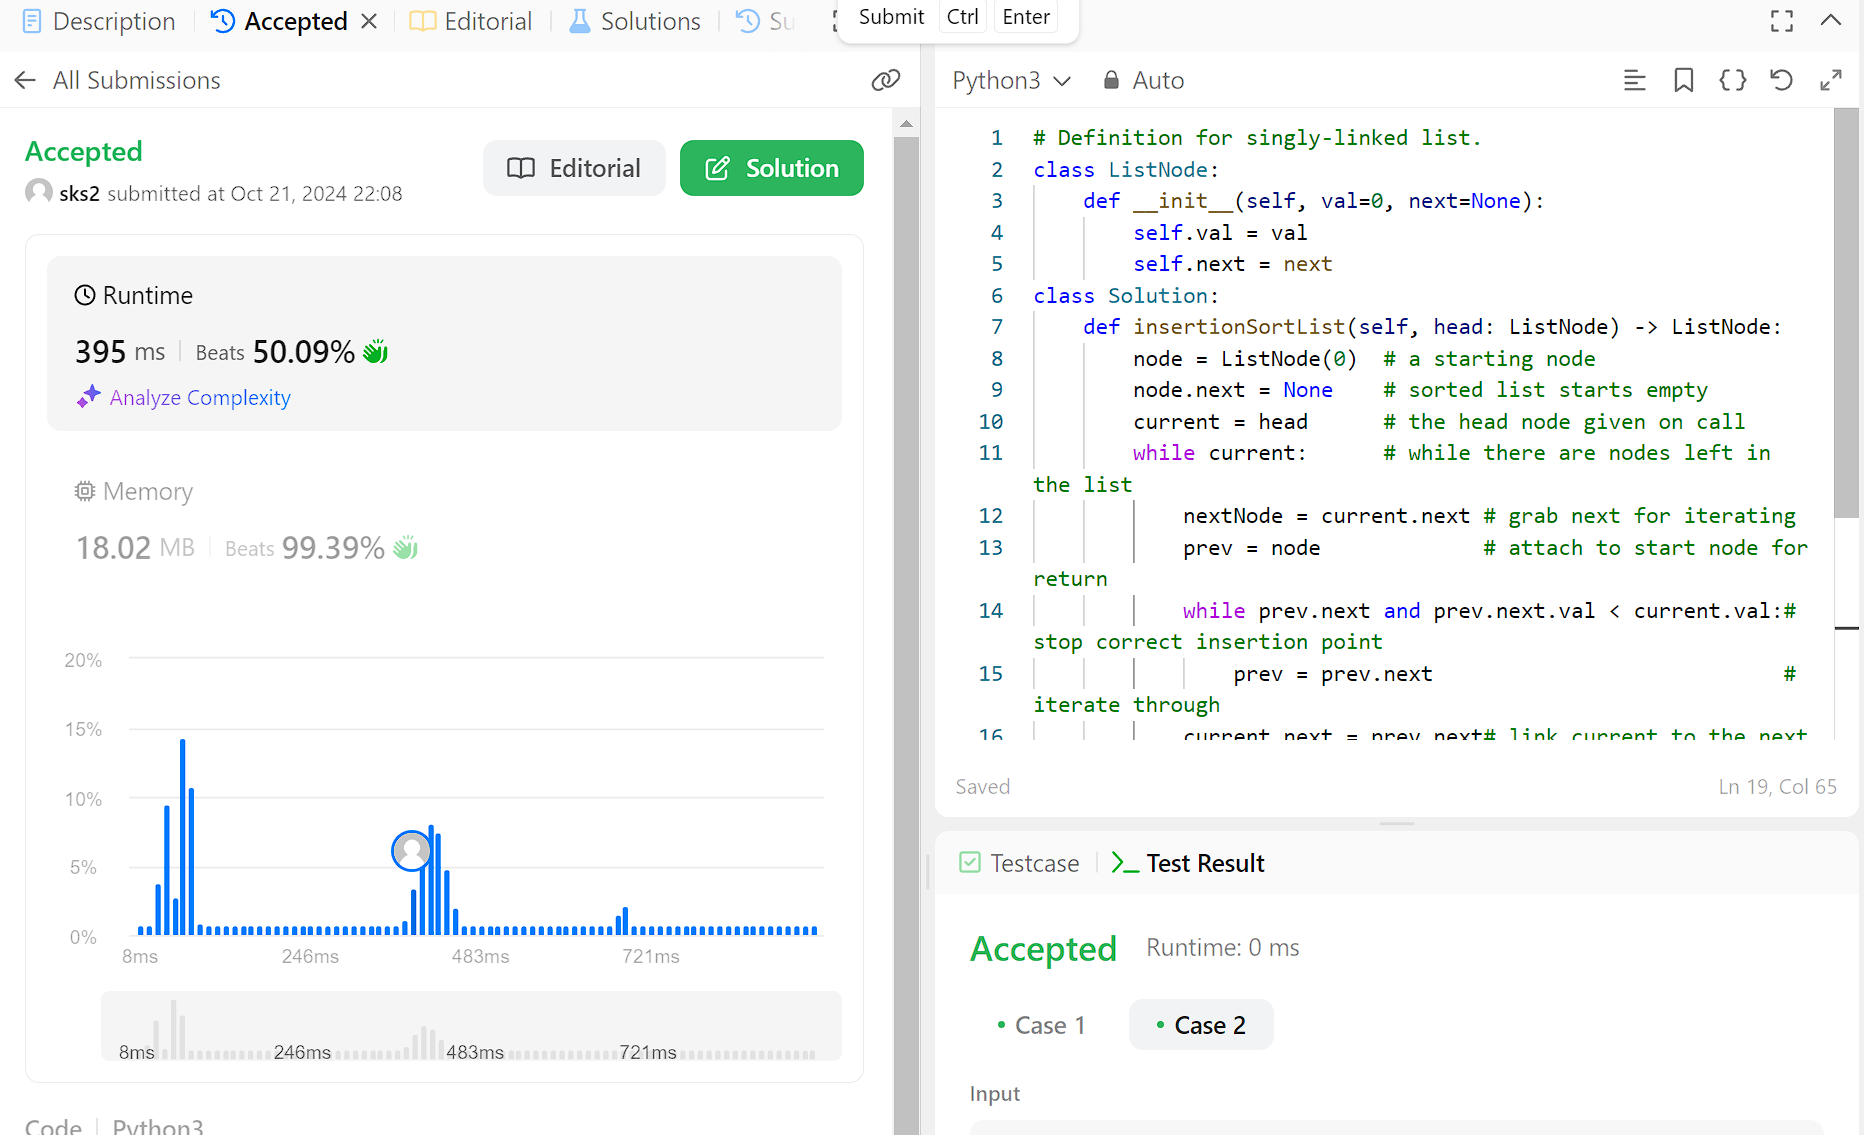 Description
Accepted
Editorial
Solutions
Su
Submit Ctrl Enter
All Submissions
Accepted
sks2 submitted at Oct 21, 2024 22:08
Editorial
Solution
Runtime
395 ms Beats 50.09%
Analyze Complexity
Memory
18.02 MB Beats 99.39%
20%
15%
10%
5%
0%
8ms 246ms 483ms 721ms
8ms 246ms 483ms 721ms
Code Python3
Python3 Auto
1 # Definition for singly-linked list.
2 class ListNode:
3 def __init__(self, val=0, next=None):
4 self.val = val
5 self.next = next
6 class Solution:
7 def insertionSortList(self, head: ListNode) -> ListNode:
8 node = ListNode(0) # a starting node
9 node.next = None # sorted list starts empty
10 current = head # the head node given on call
11 while current: # while there are nodes left in
the list
12 nextNode = current.next # grab next for iterating
13 prev = node # attach to start node for
return
14 while prev.next and prev.next.val < current.val:#
stop correct insertion point
15 prev = prev.next #
iterate through
16 current.next = prev.next# link current to the next
Saved
Ln 19, Col 65
Testcase
>_ Test Result
Accepted Runtime: 0 ms
• Case 1 • Case 2
Input